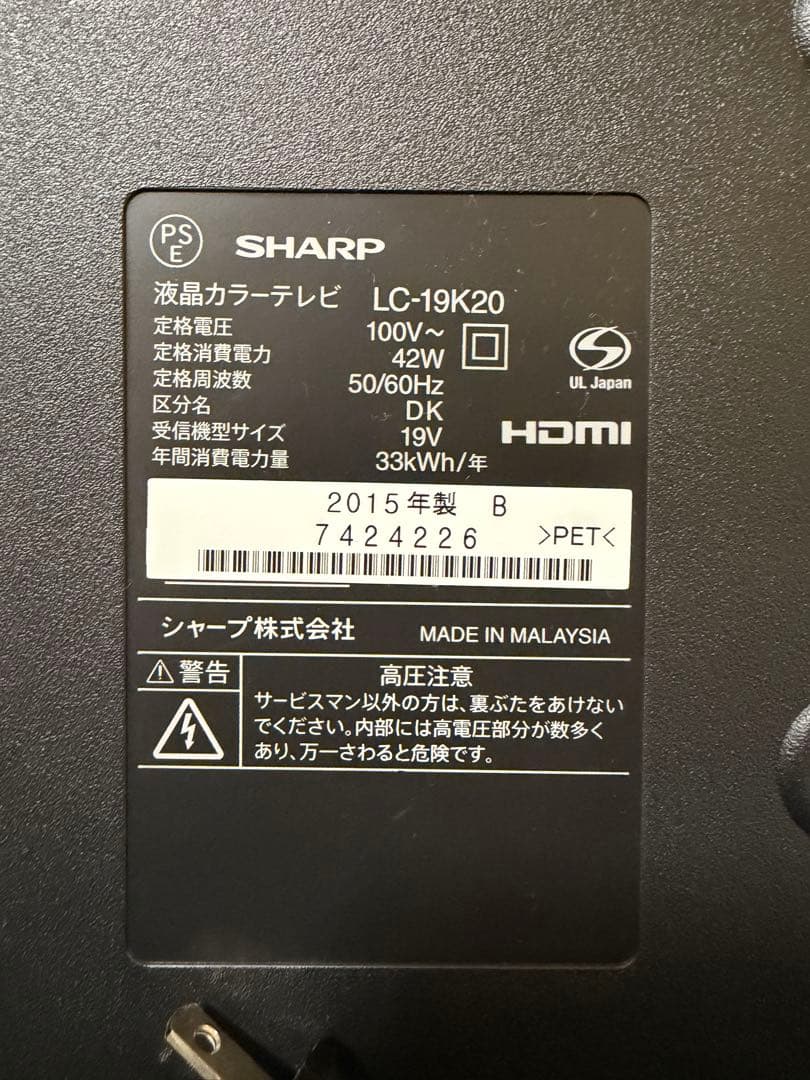 PS
E
SHARP
液晶カラーテレビ LC-19K20
定格電圧 100V～
定格消費電力 42W
定格周波数 50/60Hz
区分名 DK
受信機型サイズ 19V
年間消費電力量 33kWh/年
UL Japan
HDMI
2015年製 B
7424226 >PET<
シャープ株式会社 MADE IN MALAYSIA
⚠警告
高圧注意
サービスマン以外の方は、裏ぶたをあけない
でください。内部には高電圧部分が数多く
あり、万一さわると危険です。